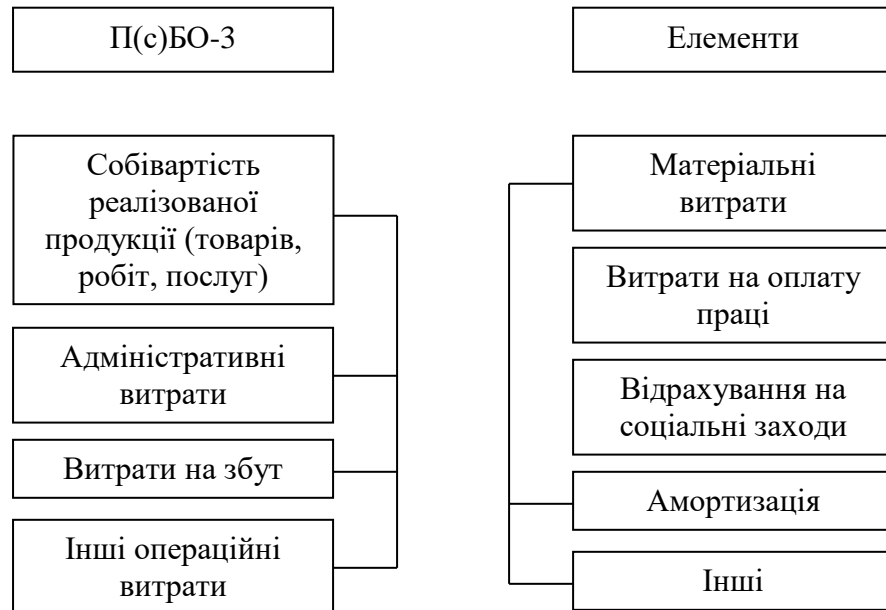 П(с)БО-3
Елементи
Собівартість
реалізованої
продукції (товарів,
робіт, послуг)
Адміністративні
витрати
Витрати на збут
Інші операційні
витрати
Матеріальні
витрати
Витрати на оплату
праці
Відрахування на
соціальні заходи
Амортизація
Інші